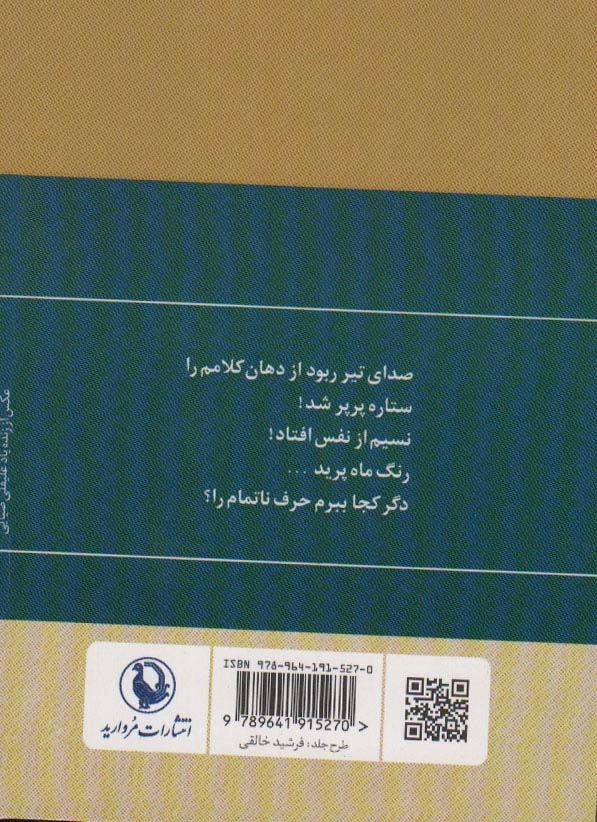 صدای تیر ربود از دهان کلامم را
ستاره پرپر شد!
نسیم از نفس افتاد!
رنگ ماه پرید ...
دگر کجا ببرم حرف ناتمام را؟
عکس از زنده یاد علیقلی ضیایی
ISBN 978-964-191-527-0
9 789641 915270 >
طرح جلد: فرشید خالقی
انتشارات مروارید